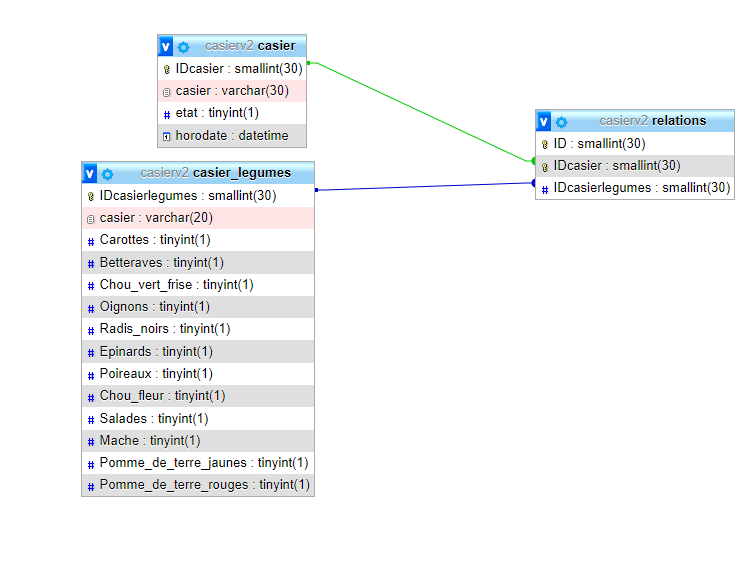 casierv2 casier
IDcasier : smallint(30)
casier : varchar(30)
etat : tinyint(1)
horodate : datetime
casierv2 relations
ID : smallint(30)
IDcasier : smallint(30)
IDcasierlegumes : smallint(30)
casierv2 casier_legumes
IDcasierlegumes : smallint(30)
casier : varchar(20)
Carottes : tinyint(1)
Betteraves : tinyint(1)
Chou_vert_frise : tinyint(1)
Oignons : tinyint(1)
Radis_noirs : tinyint(1)
Epinards : tinyint(1)
Poireaux : tinyint(1)
Chou_fleur : tinyint(1)
Salades : tinyint(1)
Mache : tinyint(1)
Pomme_de_terre_jaunes : tinyint(1)
Pomme_de_terre_rouges : tinyint(1)